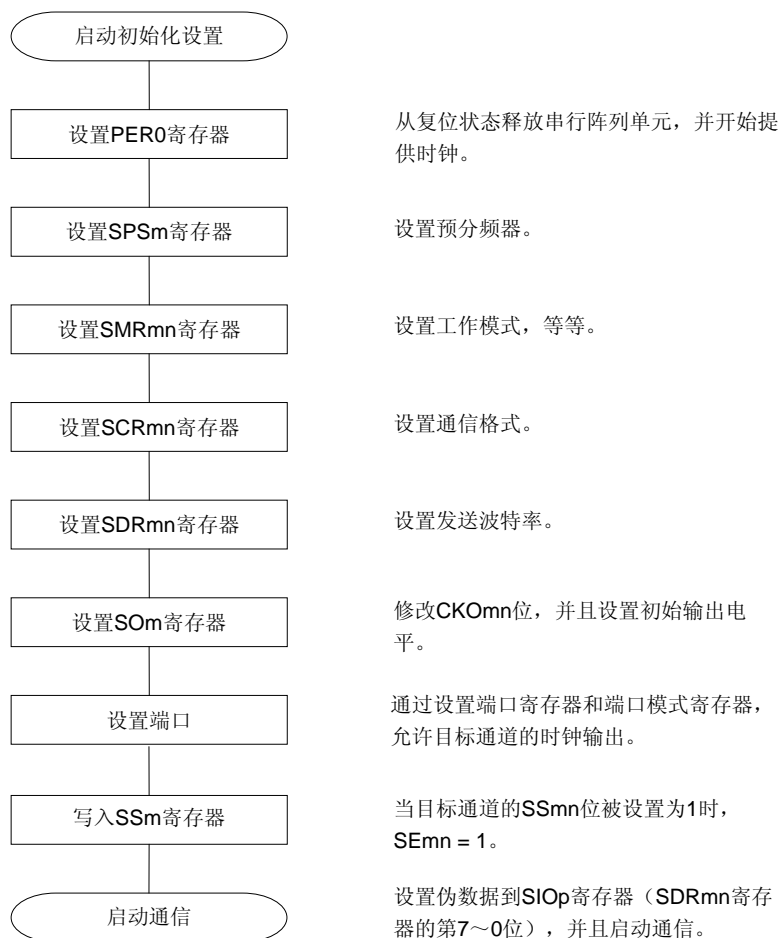 启动初始化设置
设置PER0寄存器
从复位状态释放串行阵列单元，并开始提
供时钟。
设置SPSm寄存器
设置预分频器。
设置SMRmn寄存器
设置工作模式，等等。
设置SCRmn寄存器
设置通信格式。
设置SDRmn寄存器
设置发送波特率。
设置SOm寄存器
修改CKOmn位，并且设置初始输出电
平。
设置端口
通过设置端口寄存器和端口模式寄存器，
允许目标通道的时钟输出。
写入SSm寄存器
当目标通道的SSmn位被设置为1时，
SEmn = 1。
启动通信
设置伪数据到SIOp寄存器（SDRmn寄存
器的第7～0位），并且启动通信。